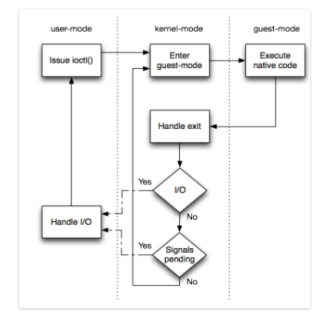 user-mode
kernel-mode
guest-mode
Issue ioctl()
Enter
guest-mode
Execute
native code
Handle exit
Yes
I/O
No
Handle I/O
Yes
Signals
pending
No